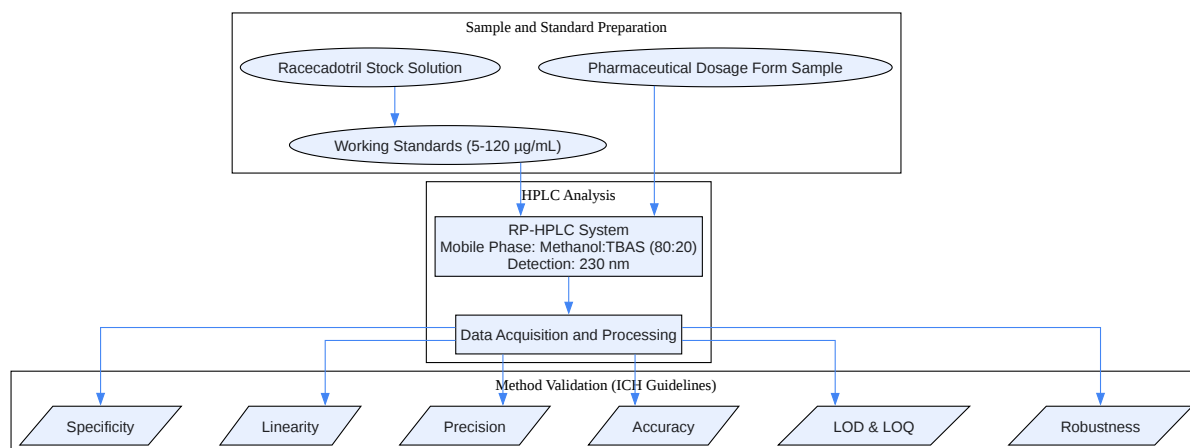 Sample and Standard Preparation
Racecadotril Stock Solution
Pharmaceutical Dosage Form Sample
Working Standards (5-120 µg/mL)
HPLC Analysis
RP-HPLC System
Mobile Phase: Methanol:TBAS (80:20)
Detection: 230 nm
Data Acquisition and Processing
Method Validation (ICH Guidelines)
Specificity
Linearity
Precision
Accuracy
LOD & LOQ
Robustness